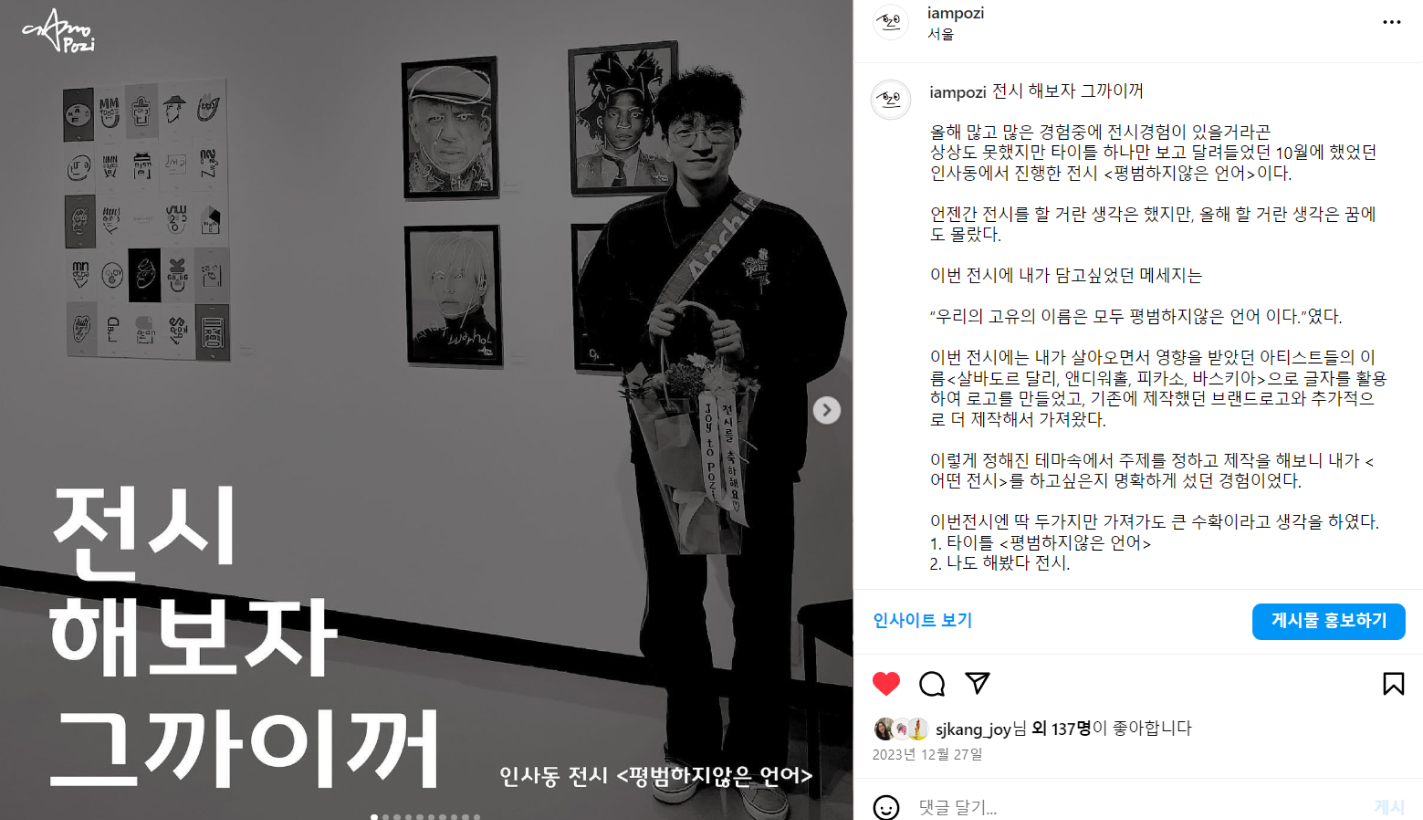 Pozi
MM
mn
DaLi
Warhol
Andar
LIGHT
전시를 축하해요♡
JOY to POZI
전시
해보자
그까이꺼
인사동 전시 <평범하지않은 언어>
iampozi
서울
iampozi 전시 해보자 그까이꺼
올해 많고 많은 경험중에 전시경험이 있을거라곤
상상도 못했지만 타이틀 하나만 보고 달려들었던 10월에 했었던
인사동에서 진행한 전시 <평범하지않은 언어>이다.
언젠간 전시를 할 거란 생각은 했지만, 올해 할 거란 생각은 꿈에
도 몰랐다.
이번 전시에 내가 담고싶었던 메세지는
“우리의 고유의 이름은 모두 평범하지않은 언어 이다.”였다.
이번 전시에는 내가 살아오면서 영향을 받았던 아티스트들의 이
름<살바도르 달리, 앤디워홀, 피카소, 바스키아>으로 글자를 활용
하여 로고를 만들었고, 기존에 제작했던 브랜드로고와 추가적으
로 더 제작해서 가져왔다.
이렇게 정해진 테마속에서 주제를 정하고 제작을 해보니 내가 <
어떤 전시>를 하고싶은지 명확하게 섰던 경험이었다.
이번전시엔 딱 두가지만 가져가도 큰 수확이라고 생각을 하였다.
1. 타이틀 <평범하지않은 언어>
2. 나도 해봤다 전시.
인사이트 보기
게시물 홍보하기
sjkang_joy님 외 137명이 좋아합니다
2023년 12월 27일
댓글 달기...
게시